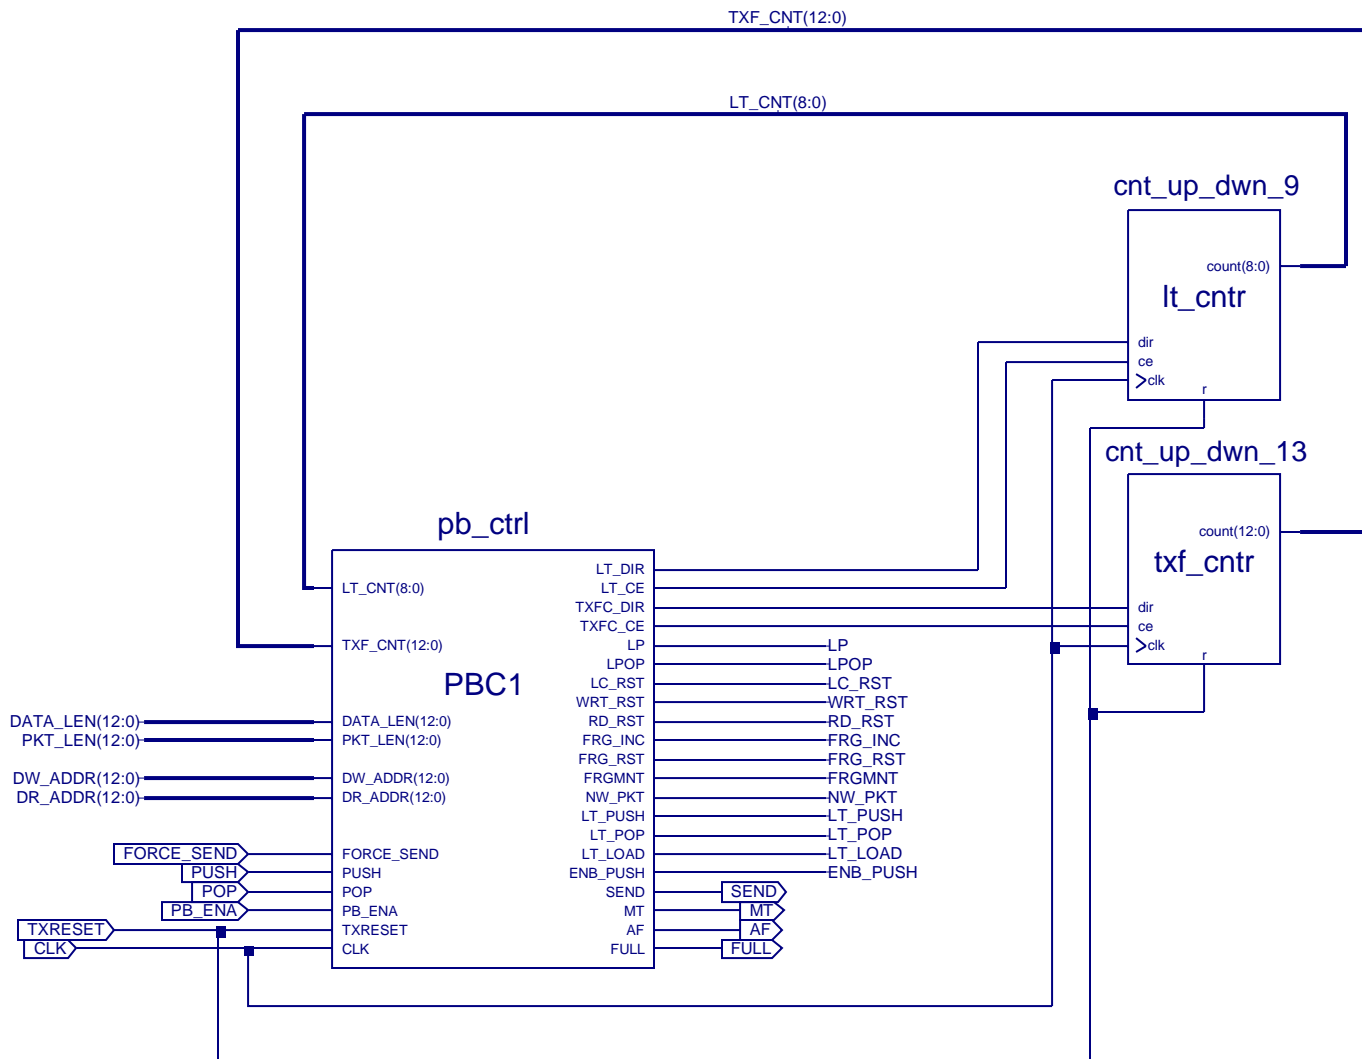 TXF_CNT(12:0)
LT_CNT(8:0)
cnt_up_dwn_9
count(8:0)
lt_cntr
dir
ce
clk
r
cnt_up_dwn_13
count(12:0)
txf_cntr
dir
ce
clk
r
pb_ctrl
PBC1
LT_CNT(8:0)
TXF_CNT(12:0)
DATA_LEN(12:0) DATA_LEN(12:0)
PKT_LEN(12:0) PKT_LEN(12:0)
DW_ADDR(12:0) DW_ADDR(12:0)
DR_ADDR(12:0) DR_ADDR(12:0)
FORCE_SEND FORCE_SEND
PUSH PUSH
POP POP
PB_ENA PB_ENA
TXRESET TXRESET
CLK CLK
LT_DIR
LT_CE
TXFC_DIR
TXFC_CE
LP LP
LPOP LPOP
LC_RST LC_RST
WRT_RST WRT_RST
RD_RST RD_RST
FRG_INC FRG_INC
FRG_RST FRG_RST
FRGMNT FRGMNT
NW_PKT NW_PKT
LT_PUSH LT_PUSH
LT_POP LT_POP
LT_LOAD LT_LOAD
ENB_PUSH ENB_PUSH
SEND SEND
MT MT
AF AF
FULL FULL